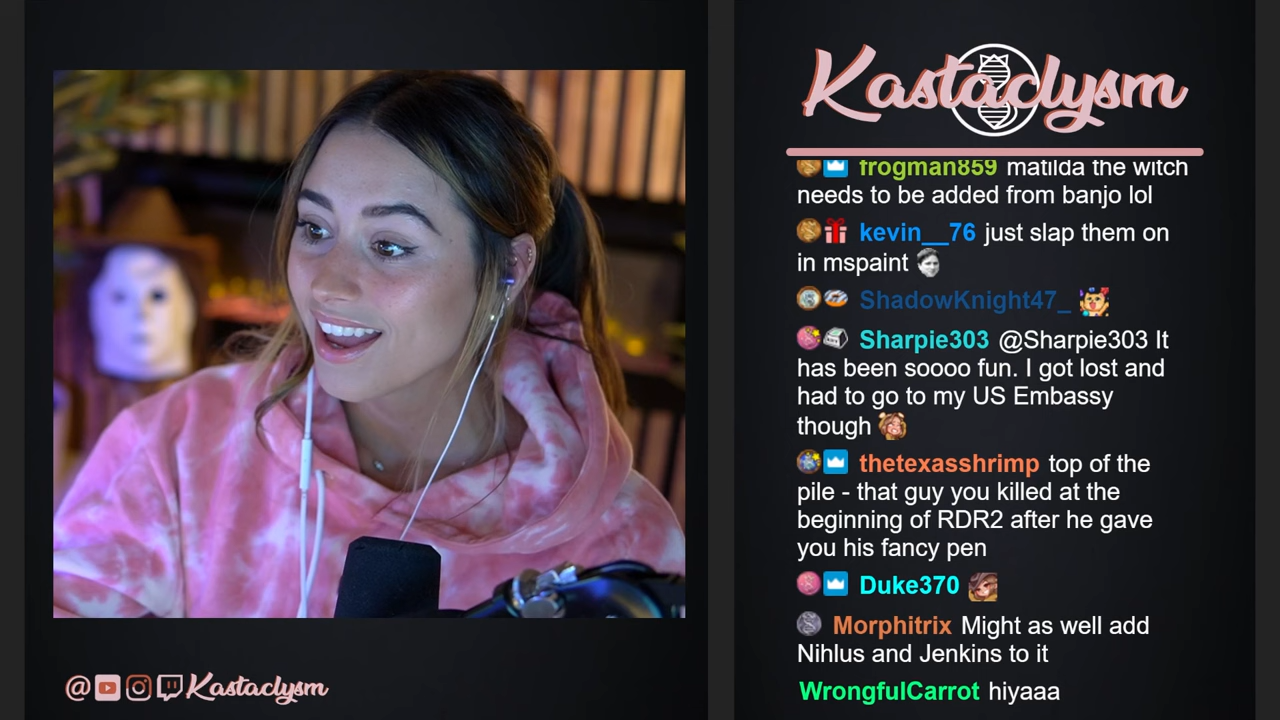 Kastaclysm
frogman859 matilda the witch
needs to be added from banjo lol
kevin__76 just slap them on
in mspaint
ShadowKnight47_
Sharpie303 @Sharpie303 It
has been soooo fun. I got lost and
had to go to my US Embassy
though
thetexasshrimp top of the
pile - that guy you killed at the
beginning of RDR2 after he gave
you his fancy pen
Duke370
Morphitrix Might as well add
Nihlus and Jenkins to it
WrongfulCarrot hiyaaa
@ Kastaclysm